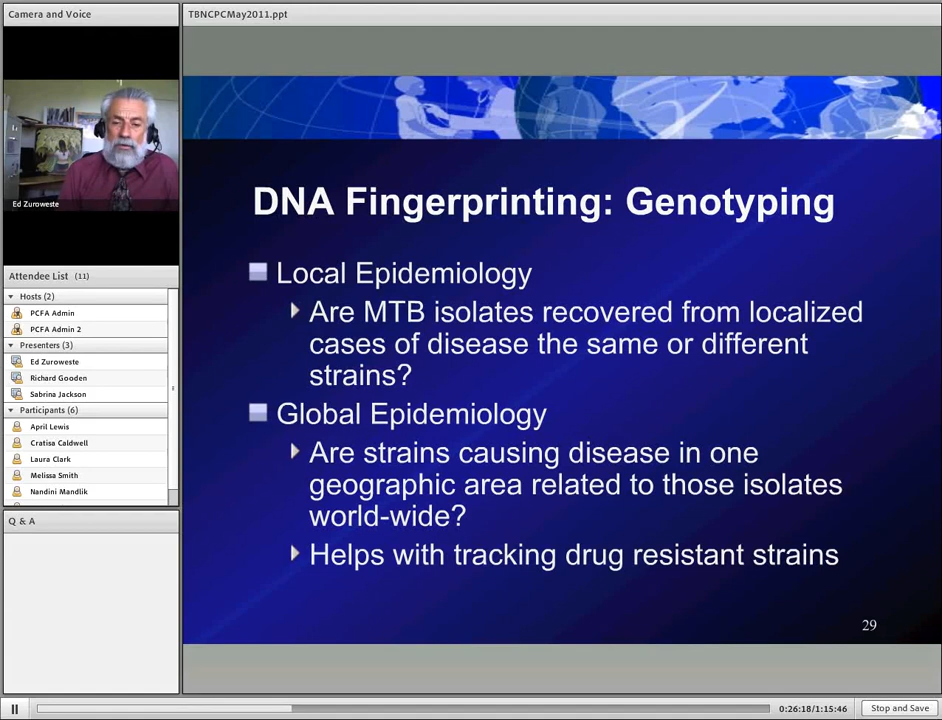 Camera and Voice
Ed Zuroweste
Attendee List (11)
Hosts (2)
PCFA Admin
PCFA Admin 2
Presenters (3)
Ed Zuroweste
Richard Gooden
Sabrina Jackson
Participants (6)
April Lewis
Cratisa Caldwell
Laura Clark
Melissa Smith
Nandini Mandlik
Q & A
TBNCPCMay2011.ppt
DNA Fingerprinting: Genotyping
Local Epidemiology
Are MTB isolates recovered from localized
cases of disease the same or different
strains?
Global Epidemiology
Are strains causing disease in one
geographic area related to those isolates
world-wide?
Helps with tracking drug resistant strains
29
0:26:18/1:15:46
Stop and Save